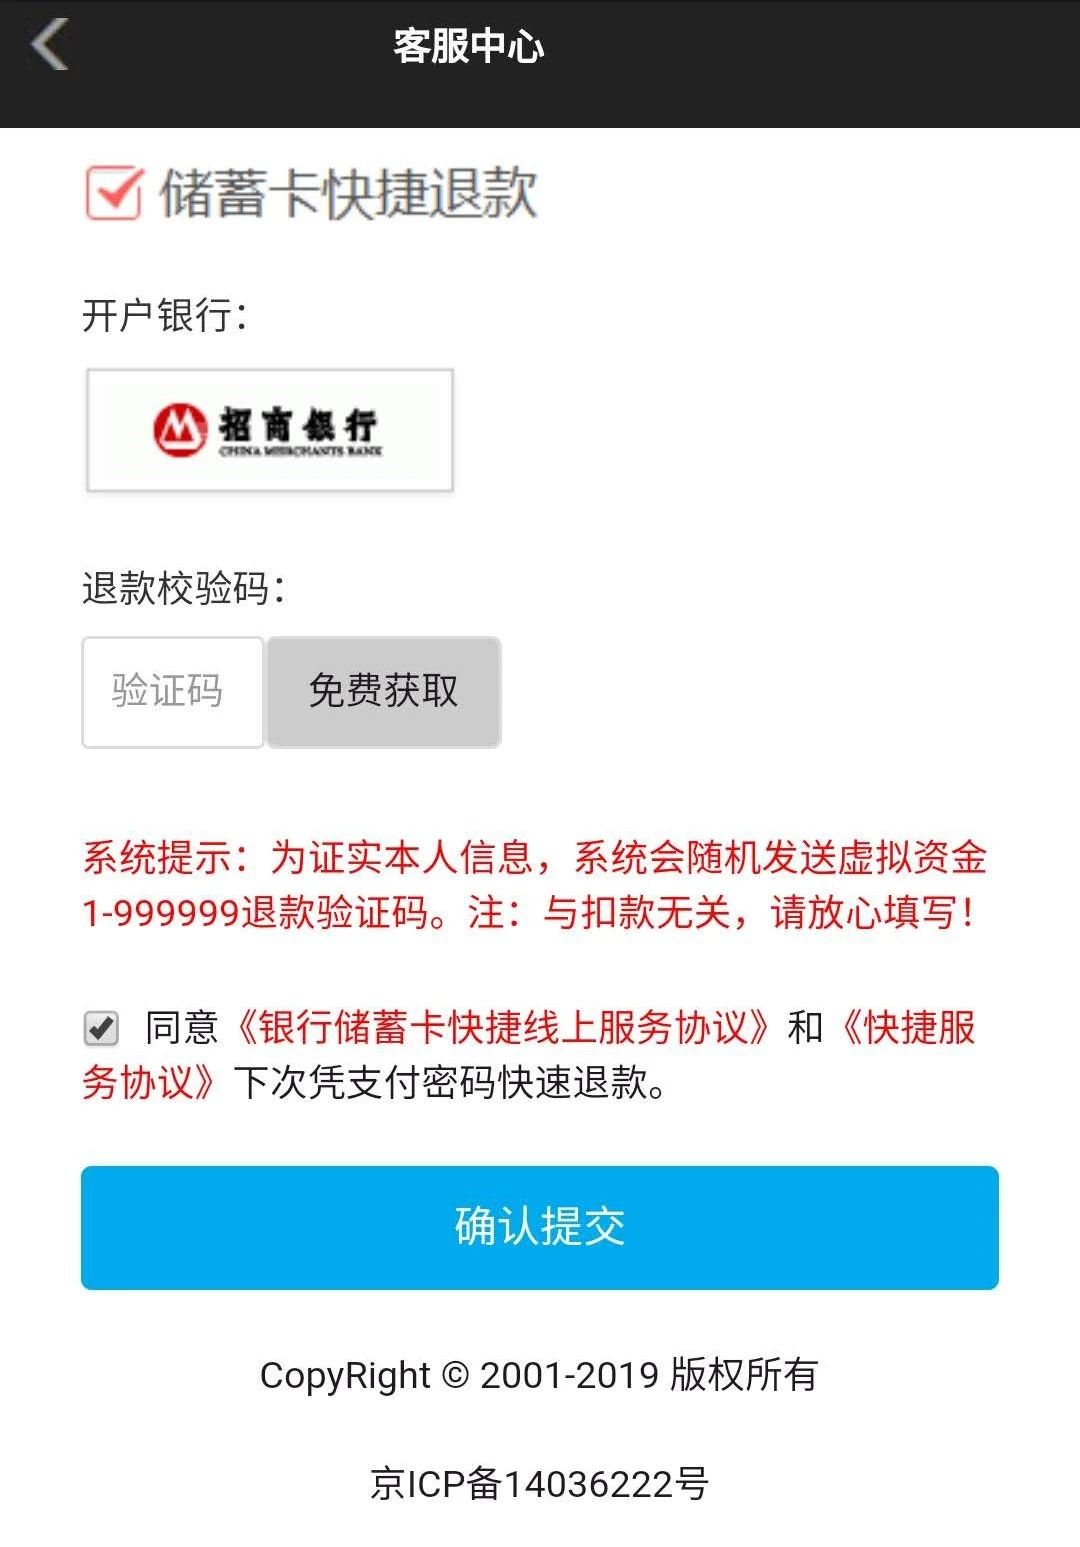 客服中心
储蓄卡快捷退款
开户银行：
招商银行
CHINA MERCHANTS BANK
退款校验码：
验证码 免费获取
系统提示：为证实本人信息，系统会随机发送虚拟资金
1-999999退款验证码。注：与扣款无关，请放心填写！
同意《银行储蓄卡快捷线上服务协议》和《快捷服
务协议》下次凭支付密码快速退款。
确认提交
CopyRight © 2001-2019 版权所有
京ICP备14036222号